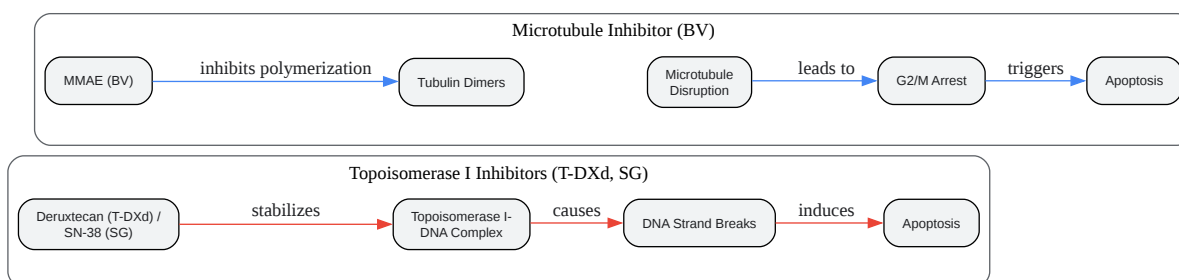 Microtubule Inhibitor (BV)
MMAE (BV)
inhibits polymerization
Tubulin Dimers
Microtubule
Disruption
leads to
G2/M Arrest
triggers
Apoptosis
Topoisomerase I Inhibitors (T-DXd, SG)
Deruxtecan (T-DXd) /
SN-38 (SG)
stabilizes
Topoisomerase I-
DNA Complex
causes
DNA Strand Breaks
induces
Apoptosis